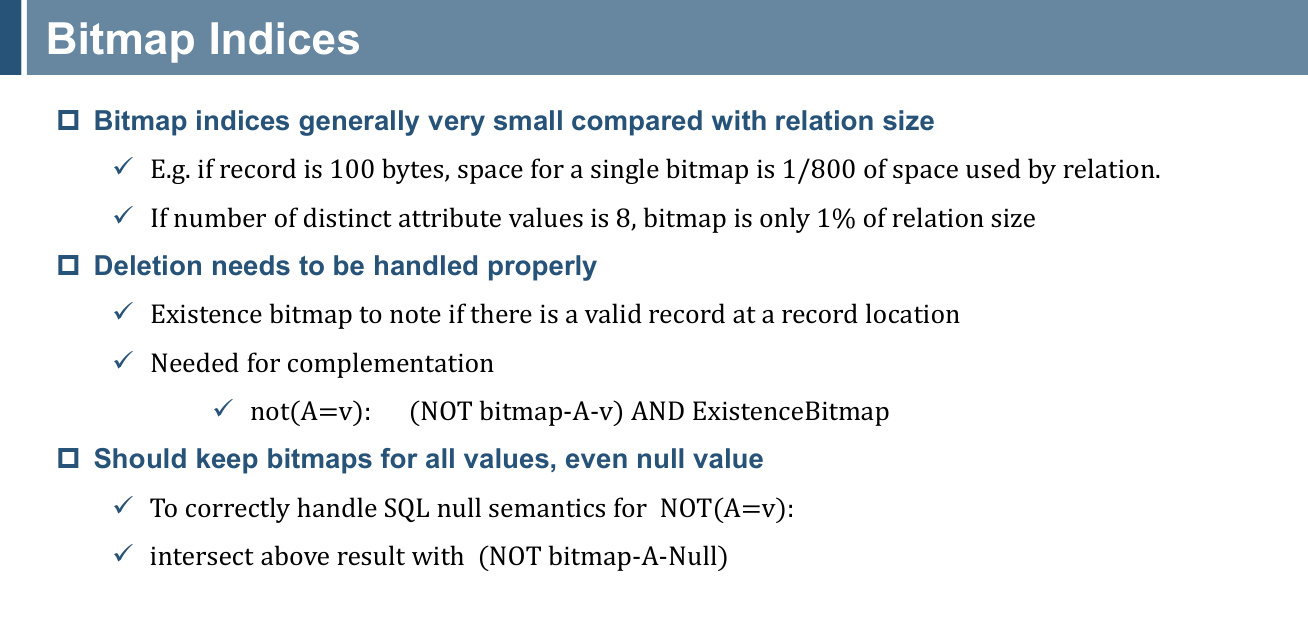 Bitmap Indices
Bitmap indices generally very small compared with relation size
E.g. if record is 100 bytes, space for a single bitmap is 1/800 of space used by relation.
If number of distinct attribute values is 8, bitmap is only 1% of relation size
Deletion needs to be handled properly
Existence bitmap to note if there is a valid record at a record location
Needed for complementation
not(A=v): (NOT bitmap-A-v) AND ExistenceBitmap
Should keep bitmaps for all values, even null value
To correctly handle SQL null semantics for NOT(A=v):
intersect above result with (NOT bitmap-A-Null)